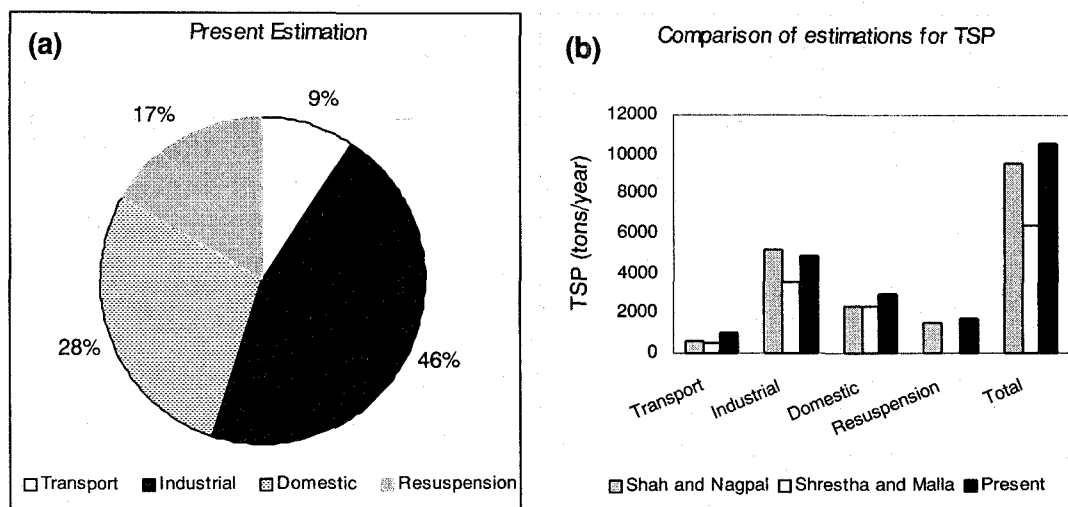 (a)
Present Estimation
9%
17%
28%
46%
Transport Industrial Domestic Resuspension
(b)
Comparison of estimations for TSP
TSP (tons/year)
12000
10000
8000
6000
4000
2000
0
Transport
Industrial
Domestic
Resuspension
Total
Shah and Nagpal Shrestha and Malla Present